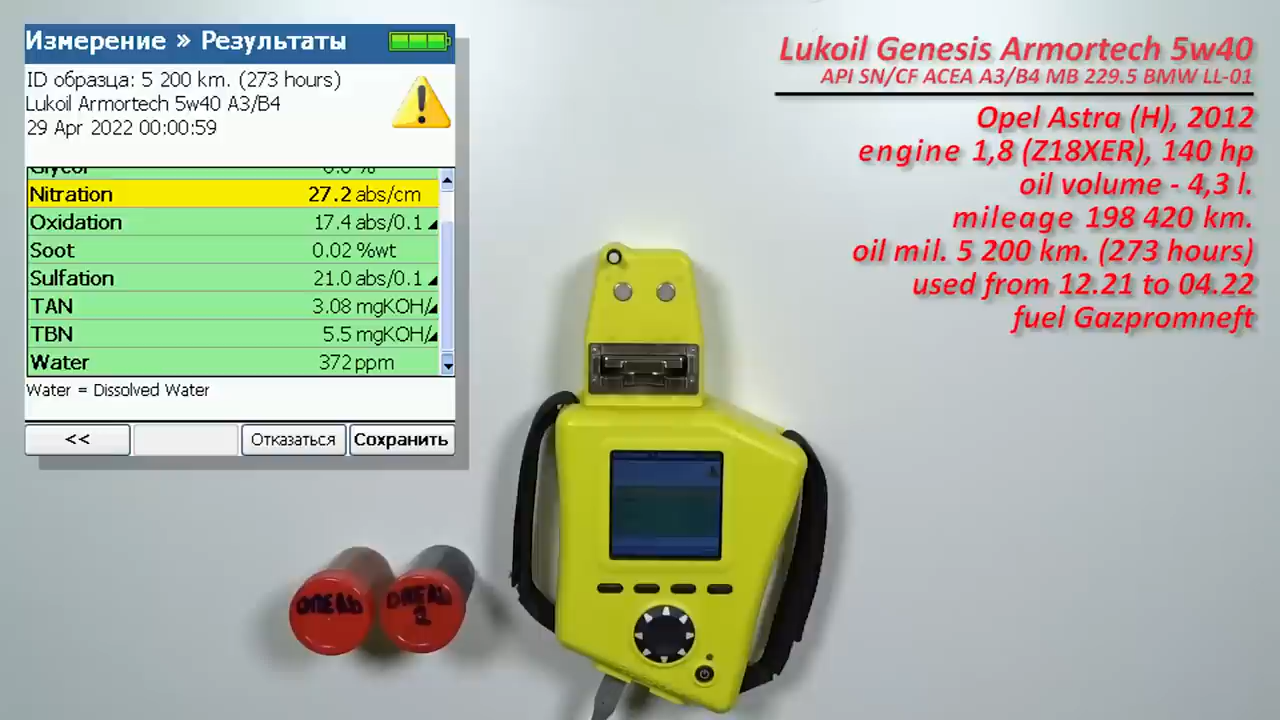 Измерение » Результаты
ID образца: 5 200 km. (273 hours)
Lukoil Armortech 5w40 A3/B4
29 Apr 2022 00:00:59
Glycol 0.0 %
Nitration 27.2 abs/cm
Oxidation 17.4 abs/0.1
Soot 0.02 %wt
Sulfation 21.0 abs/0.1
TAN 3.08 mgKOH/
TBN 5.5 mgKOH/
Water 372 ppm
Water = Dissolved Water
<<
Отказаться
Сохранить
Lukoil Genesis Armortech 5w40
API SN/CF ACEA A3/B4 MB 229.5 BMW LL-01
Opel Astra (H), 2012
engine 1,8 (Z18XER), 140 hp
oil volume - 4,3 l.
mileage 198 420 km.
oil mil. 5 200 km. (273 hours)
used from 12.21 to 04.22
fuel Gazpromneft
ОПЕЛЬ
ОПЕЛЬ
2